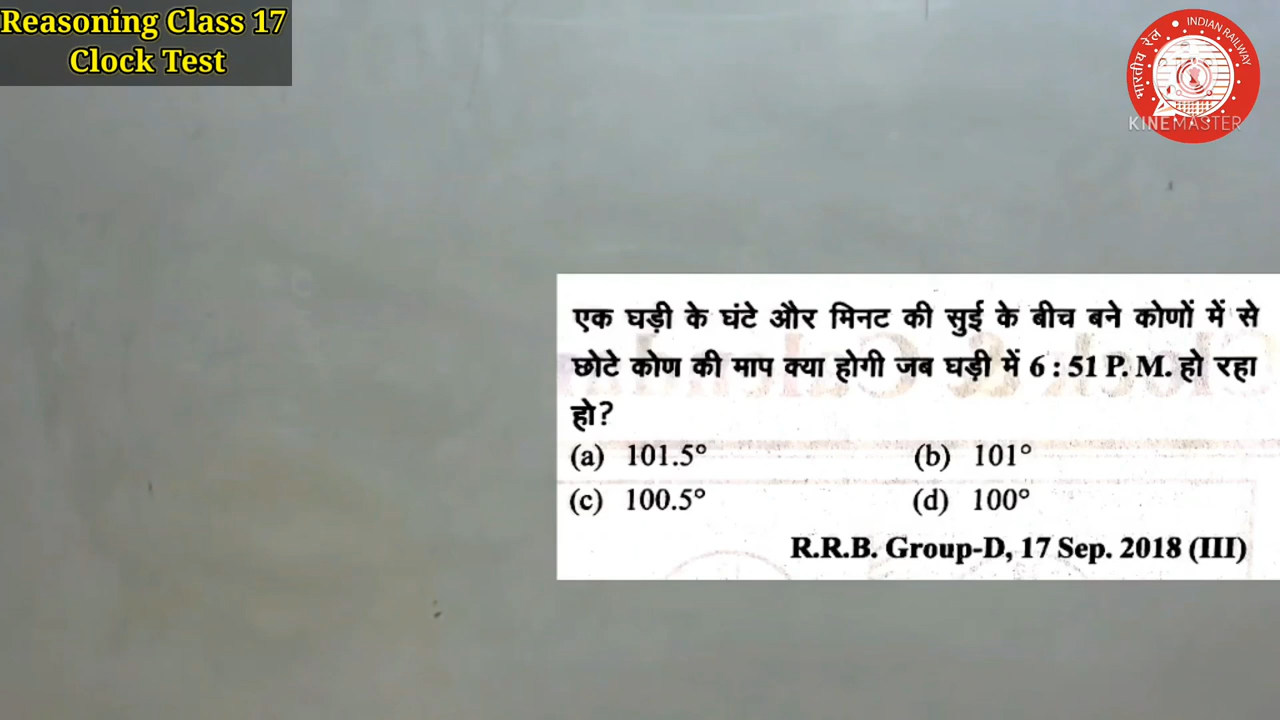 Reasoning Class 17
Clock Test
भारतीय रेल
INDIAN RAILWAY
KINEMASTER
एक घड़ी के घंटे और मिनट की सुई के बीच बने कोणों में से
छोटे कोण की माप क्या होगी जब घड़ी में 6 : 51 P. M. हो रहा
हो?
(a) 101.5° (b) 101°
(c) 100.5° (d) 100°
R.R.B. Group-D, 17 Sep. 2018 (III)